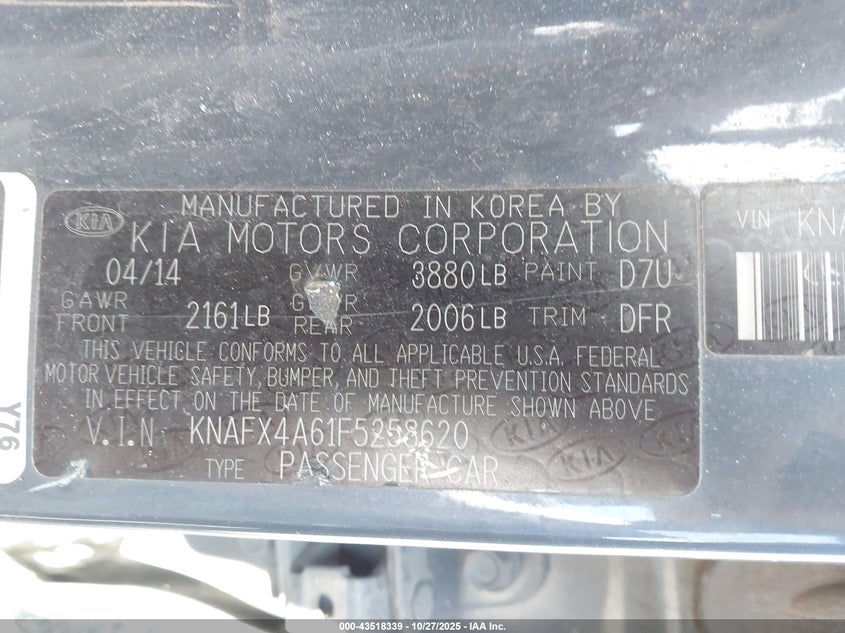 MANUFACTURED IN KOREA BY
KIA KIA MOTORS CORPORATION
04/14 GVWR 3880LB PAINT D7U
GAWR FRONT 2161LB GAWR REAR 2006LB TRIM DFR
THIS VEHICLE CONFORMS TO ALL APPLICABLE U.S.A. FEDERAL
MOTOR VEHICLE SAFETY, BUMPER, AND THEFT PREVENTION STANDARDS
IN EFFECT ON THE DATE OF MANUFACTURE SHOWN ABOVE
V.I.N KNAFX4A61F5258620
TYPE PASSENGER CAR
KIA
VIN KNA
Y76
000-43518339 - 10/27/2025 - IAA Inc.